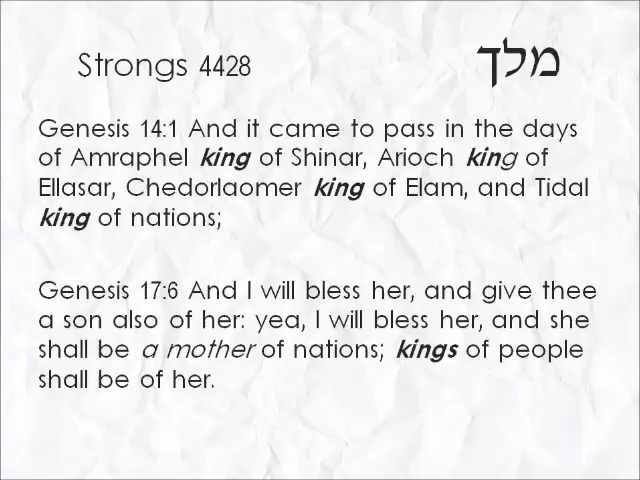 Strongs 4428 מלך
Genesis 14:1 And it came to pass in the days
of Amraphel king of Shinar, Arioch king of
Ellasar, Chedorlaomer king of Elam, and Tidal
king of nations;
Genesis 17:6 And I will bless her, and give thee
a son also of her: yea, I will bless her, and she
shall be a mother of nations; kings of people
shall be of her.